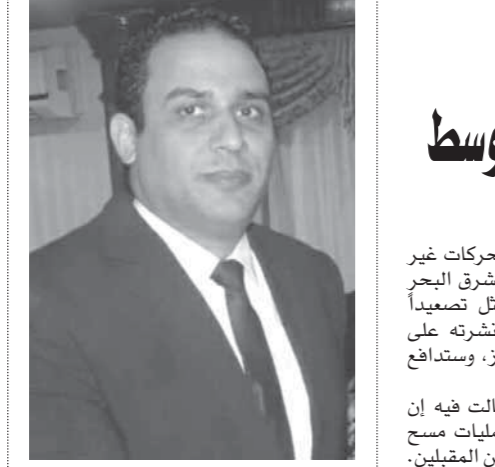 وسط
حركات غير
شرق البحر
ثل تصعيداً
نشرته على
ز، وستدافع
الت فيه إن
مليات مسح
ن المقبلين.